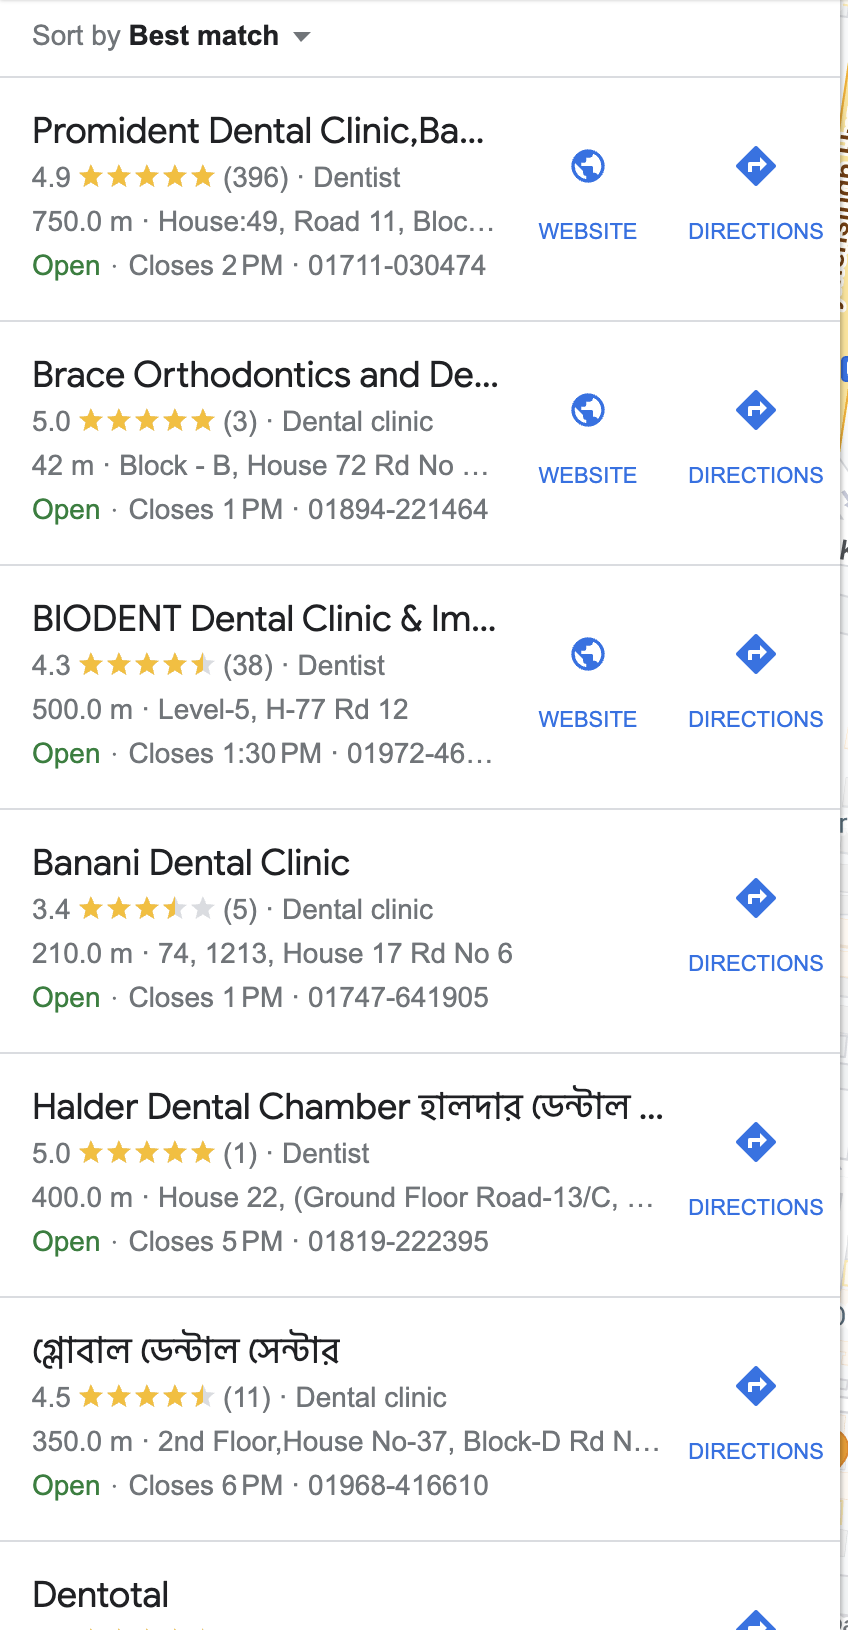 Sort by Best match
Promident Dental Clinic,Ba...
4.9 (396) · Dentist
750.0 m · House:49, Road 11, Bloc...
Open · Closes 2 PM · 01711-030474
WEBSITE
DIRECTIONS
Brace Orthodontics and De...
5.0 (3) · Dental clinic
42 m · Block - B, House 72 Rd No ...
Open · Closes 1 PM · 01894-221464
WEBSITE
DIRECTIONS
BIODENT Dental Clinic & Im...
4.3 (38) · Dentist
500.0 m · Level-5, H-77 Rd 12
Open · Closes 1:30 PM · 01972-46...
WEBSITE
DIRECTIONS
Banani Dental Clinic
3.4 (5) · Dental clinic
210.0 m · 74, 1213, House 17 Rd No 6
Open · Closes 1 PM · 01747-641905
DIRECTIONS
Halder Dental Chamber হালদার ডেন্টাল ...
5.0 (1) · Dentist
400.0 m · House 22, (Ground Floor Road-13/C, ...
Open · Closes 5 PM · 01819-222395
DIRECTIONS
গ্লোবাল ডেন্টাল সেন্টার
4.5 (11) · Dental clinic
350.0 m · 2nd Floor,House No-37, Block-D Rd N...
Open · Closes 6 PM · 01968-416610
DIRECTIONS
Dentotal